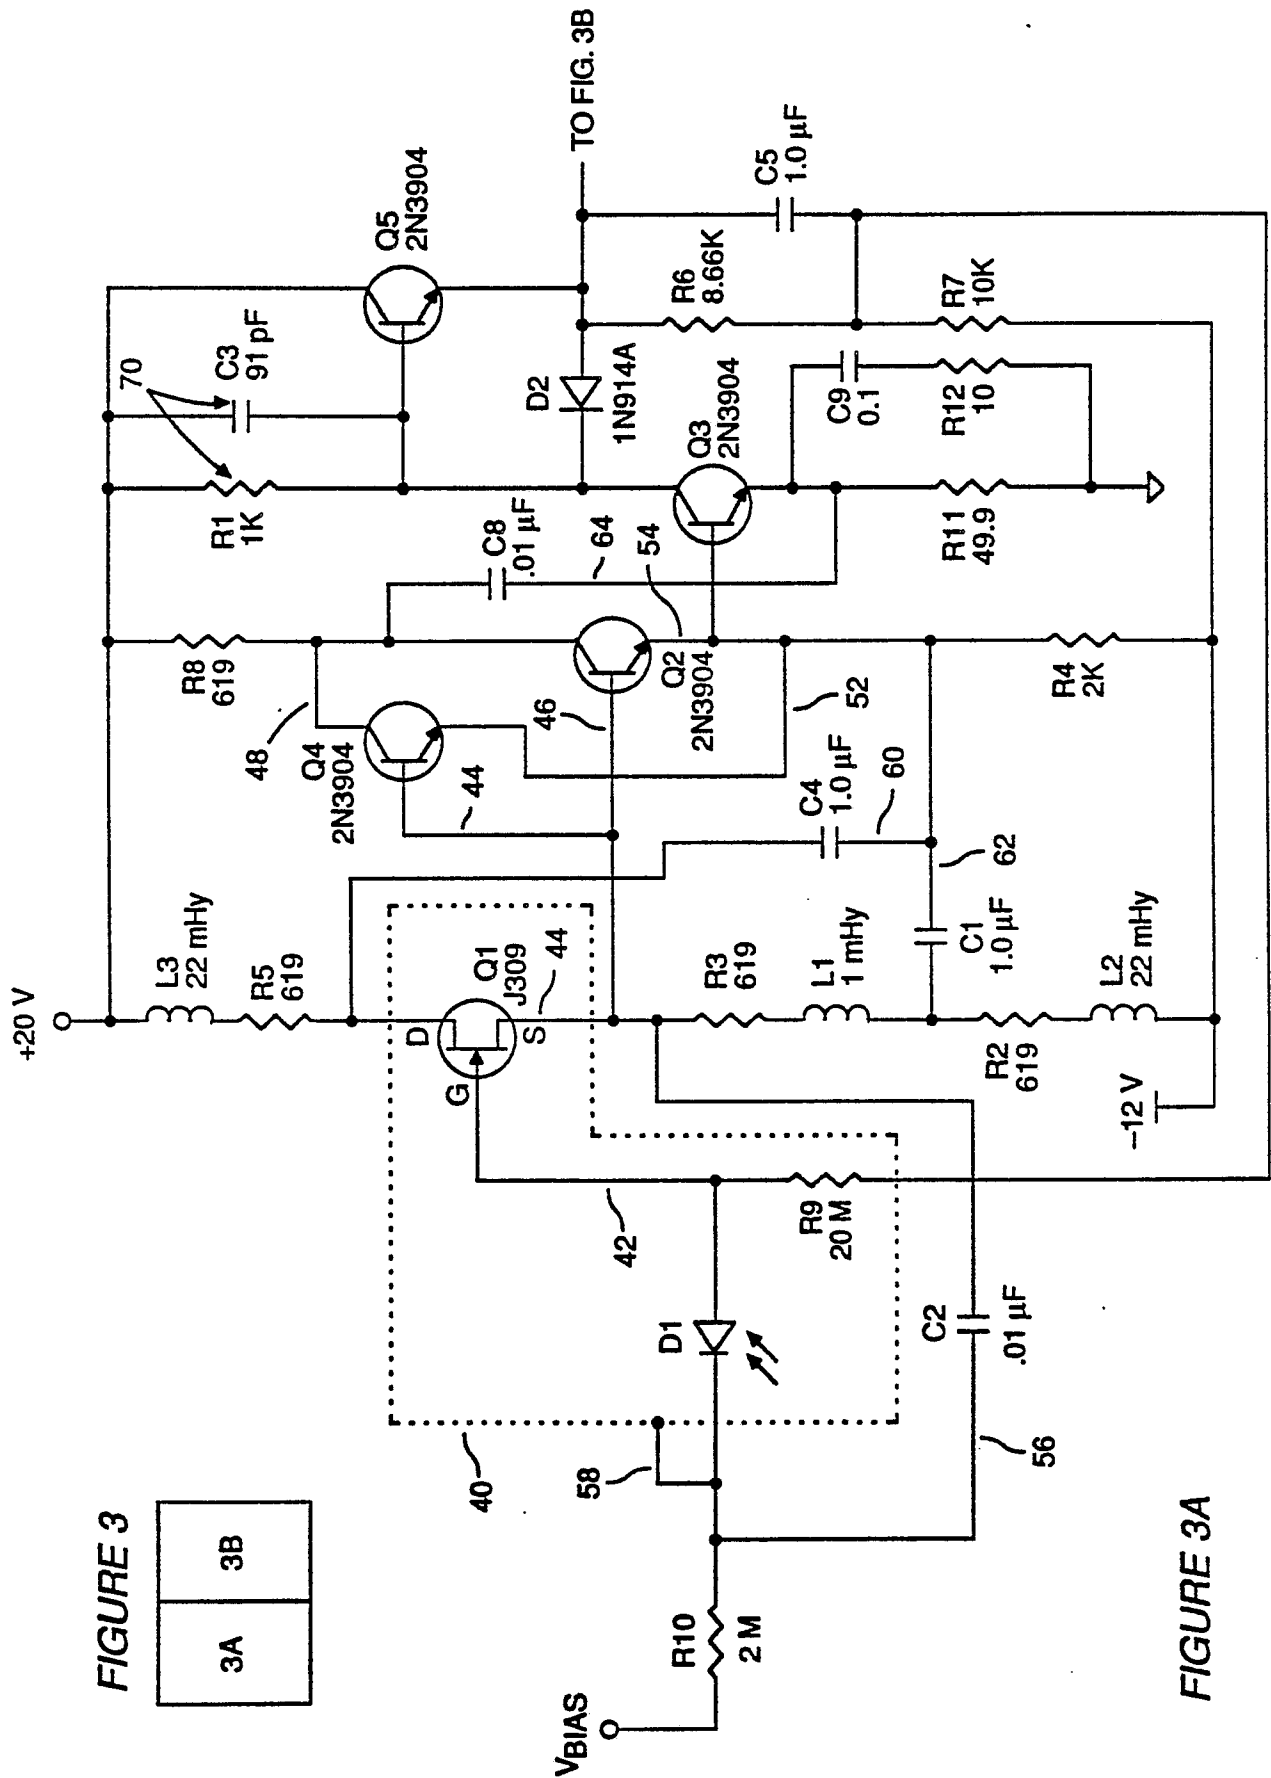 FIGURE 3
3A
3B
+20 V
L3
22 mHy
R5
619
R8
619
48
Q4
2N3904
44
R1
1K
70
C3
91 pF
Q5
2N3904
TO FIG. 3B
40
G
D
Q1
J309
S
44
46
Q2
2N3904
C8
.01 µF
64
54
D2
1N914A
Q3
2N3904
R6
8.66K
C5
1.0 µF
VBIAS
R10
2 M
58
D1
42
R9
20 M
R3
619
L1
1 mHy
C4
1.0 µF
60
52
C9
0.1
R12
10
R7
10K
R11
49.9
56
C2
.01 µF
R2
619
C1
1.0 µF
62
L2
22 mHy
R4
2K
–12 V
FIGURE 3A